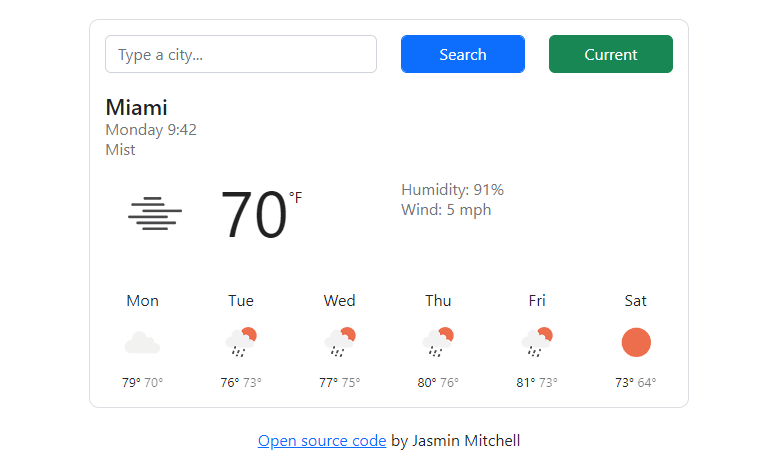 Type a city... Search Current
Miami
Monday 9:42
Mist
70 °F
Humidity: 91%
Wind: 5 mph
Mon Tue Wed Thu Fri Sat
79° 70° 76° 73° 77° 75° 80° 76° 81° 73° 73° 64°
Open source code by Jasmin Mitchell